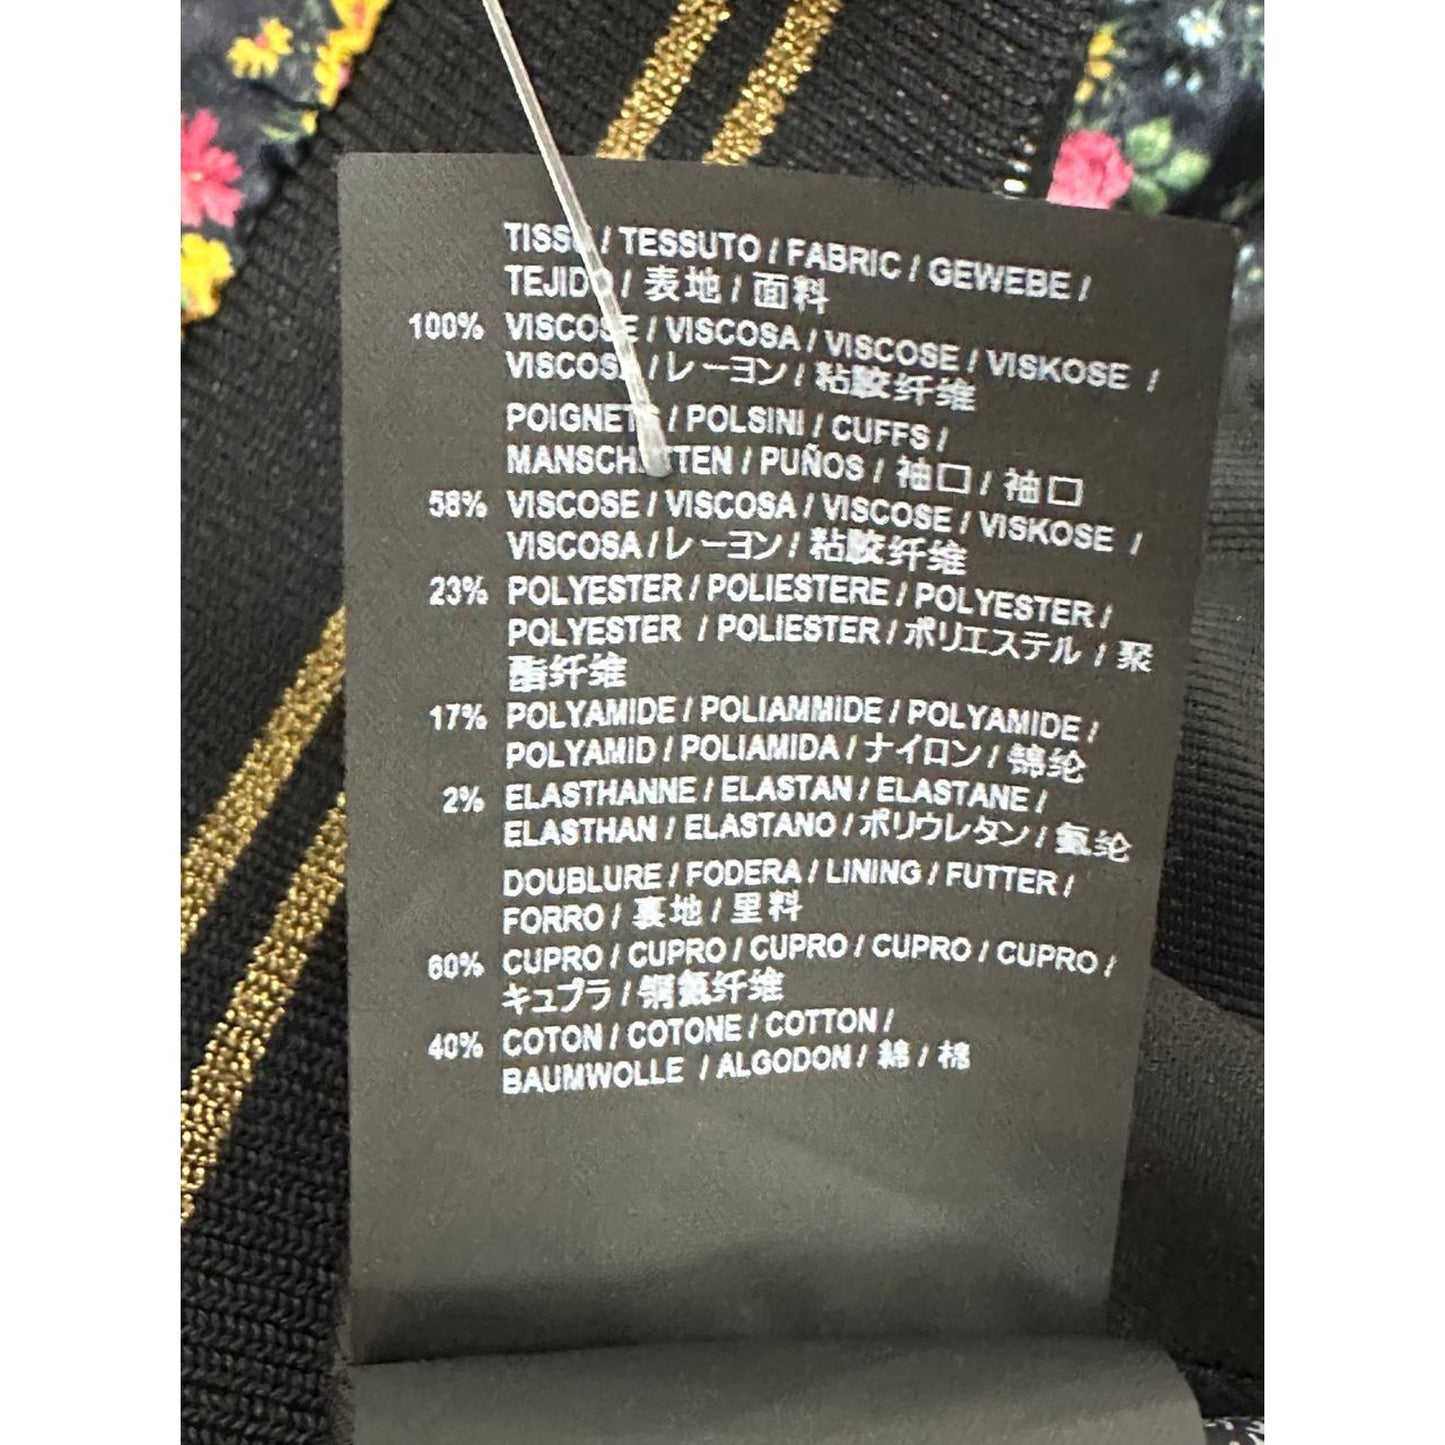 TISSU / TESSUTO / FABRIC / GEWEBE /
TEJIDO / 表地 / 面料
100% VISCOSE / VISCOSA / VISCOSE / VISKOSE /
VISCOSA / レーヨン / 粘胶纤维
POIGNETS / POLSINI / CUFFS /
MANSCHETTEN / PUÑOS / 袖口 / 袖口
58% VISCOSE / VISCOSA / VISCOSE / VISKOSE /
VISCOSA / レーヨン / 粘胶纤维
23% POLYESTER / POLIESTERE / POLYESTER /
POLYESTER / POLIESTER / ポリエステル / 聚
酯纤维
17% POLYAMIDE / POLIAMMIDE / POLYAMIDE /
POLYAMID / POLIAMIDA / ナイロン / 锦纶
2% ELASTHANNE / ELASTAN / ELASTANE /
ELASTHAN / ELASTANO / ポリウレタン / 氨纶
DOUBLURE / FODERA / LINING / FUTTER /
FORRO / 裏地 / 里料
60% CUPRO / CUPRO / CUPRO / CUPRO / CUPRO /
キュプラ / 铜氨纤维
40% COTON / COTONE / COTTON /
BAUMWOLLE / ALGODON / 綿 / 棉